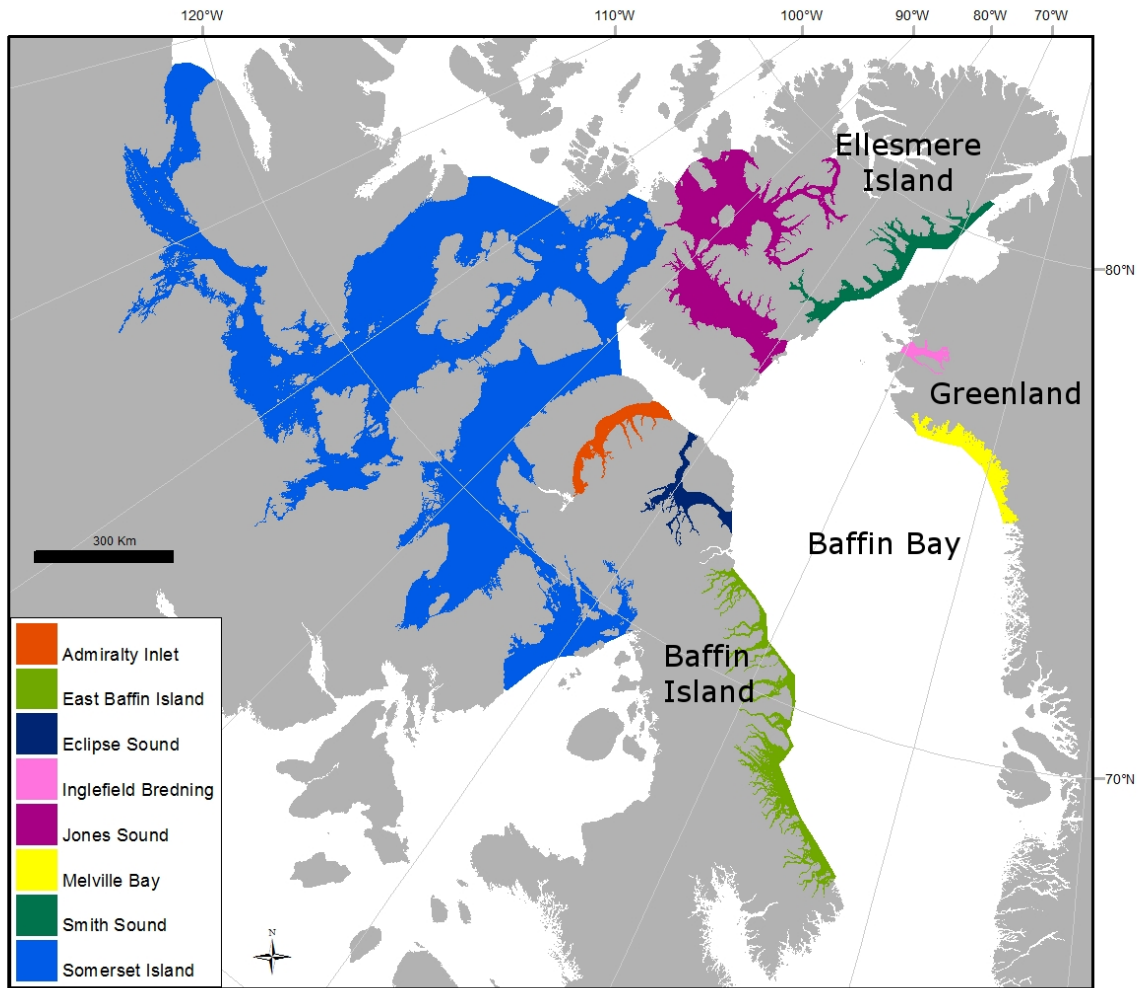 120°W
110°W
100°W
90°W
80°W
70°W
Ellesmere
Island
80°N
Greenland
Baffin Bay
300 Km
Baffin
Island
70°N
Admiralty Inlet
East Baffin Island
Eclipse Sound
Inglefield Bredning
Jones Sound
Melville Bay
Smith Sound
Somerset Island
N